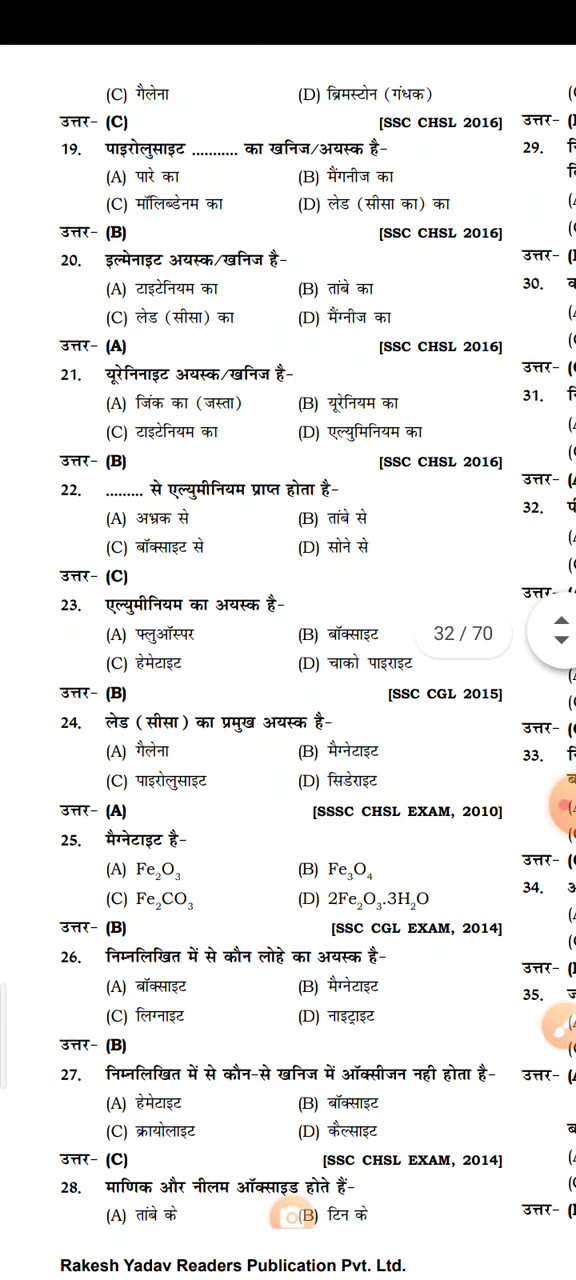 (C) गैलेना (D) ब्रिमस्टोन (गंधक)
उत्तर- (C) [SSC CHSL 2016]
19. पाइरोलुसाइट ........... का खनिज/अयस्क है-
(A) पारे का (B) मैंगनीज का
(C) मॉलिब्डेनम का (D) लेड (सीसा का) का
उत्तर- (B) [SSC CHSL 2016]
20. इल्मेनाइट अयस्क/खनिज है-
(A) टाइटेनियम का (B) तांबे का
(C) लेड (सीसा) का (D) मैंग्नीज का
उत्तर- (A) [SSC CHSL 2016]
21. यूरेनिनाइट अयस्क/खनिज है-
(A) जिंक का (जस्ता) (B) यूरेनियम का
(C) टाइटेनियम का (D) एल्युमिनियम का
उत्तर- (B) [SSC CHSL 2016]
22. ......... से एल्युमीनियम प्राप्त होता है-
(A) अभ्रक से (B) तांबे से
(C) बॉक्साइट से (D) सोने से
उत्तर- (C)
23. एल्युमीनियम का अयस्क है-
(A) फ्लुऑस्पर (B) बॉक्साइट
(C) हेमेटाइट (D) चाको पाइराइट
उत्तर- (B) [SSC CGL 2015]
24. लेड (सीसा) का प्रमुख अयस्क है-
(A) गैलेना (B) मैग्नेटाइट
(C) पाइरोलुसाइट (D) सिडेराइट
उत्तर- (A) [SSSC CHSL EXAM, 2010]
25. मैग्नेटाइट है-
(A) Fe₂O₃ (B) Fe₃O₄
(C) Fe₂CO₃ (D) 2Fe₂O₃.3H₂O
उत्तर- (B) [SSC CGL EXAM, 2014]
26. निम्नलिखित में से कौन लोहे का अयस्क है-
(A) बॉक्साइट (B) मैग्नेटाइट
(C) लिग्नाइट (D) नाइट्राइट
उत्तर- (B)
27. निम्नलिखित में से कौन-से खनिज में ऑक्सीजन नही होता है-
(A) हेमेटाइट (B) बॉक्साइट
(C) क्रायोलाइट (D) कैल्साइट
उत्तर- (C) [SSC CHSL EXAM, 2014]
28. माणिक और नीलम ऑक्साइड होते हैं-
(A) तांबे के (B) टिन के
Rakesh Yadav Readers Publication Pvt. Ltd.
32 / 70
29.
उत्तर-
30.
उत्तर-
31.
उत्तर-
32.
उत्तर-
उत्तर-
33.
उत्तर-
34.
उत्तर-
35.
उत्तर-
उत्तर-